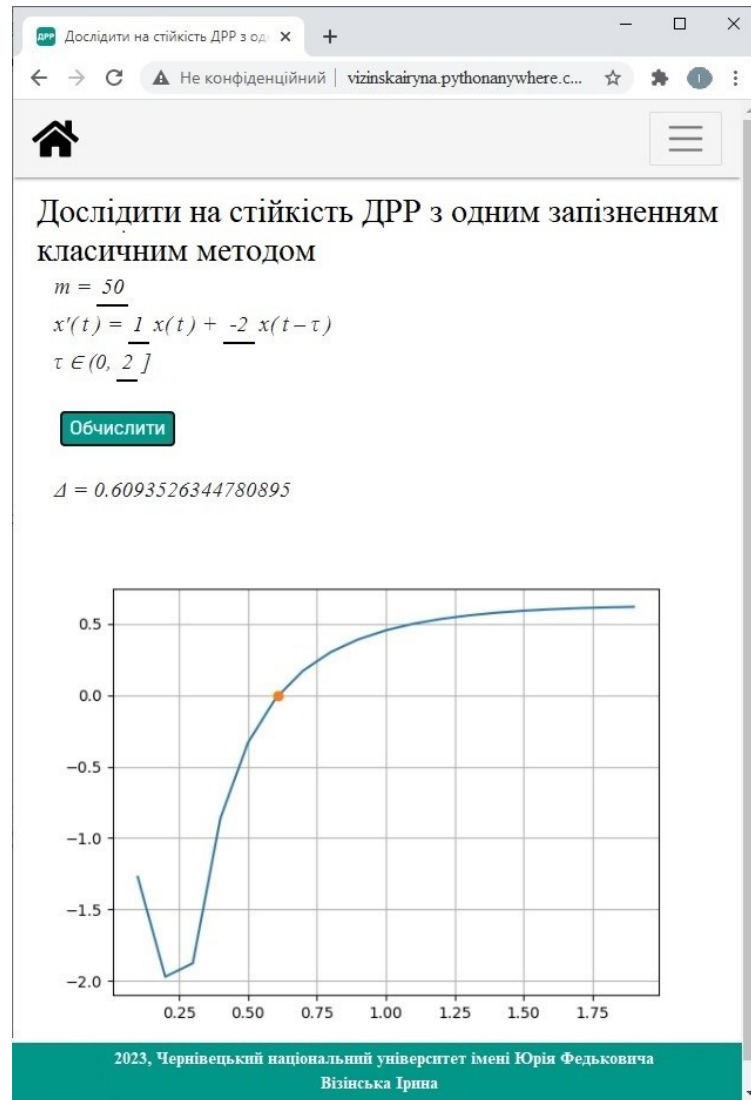 ДРР Дослідити на стійкість ДРР з од
Не конфіденційний | vizinskairyna.pythonanywhere.c...
Дослідити на стійкість ДРР з одним запізненням
класичним методом
m = 50
x'(t) = 1 x(t) + -2 x(t-τ)
τ ∈ (0, 2 ]
Обчислити
Δ = 0.6093526344780895
0.5
0.0
−0.5
−1.0
−1.5
−2.0
0.25 0.50 0.75 1.00 1.25 1.50 1.75
2023, Чернівецький національний університет імені Юрія Федьковича
Візінська Ірина